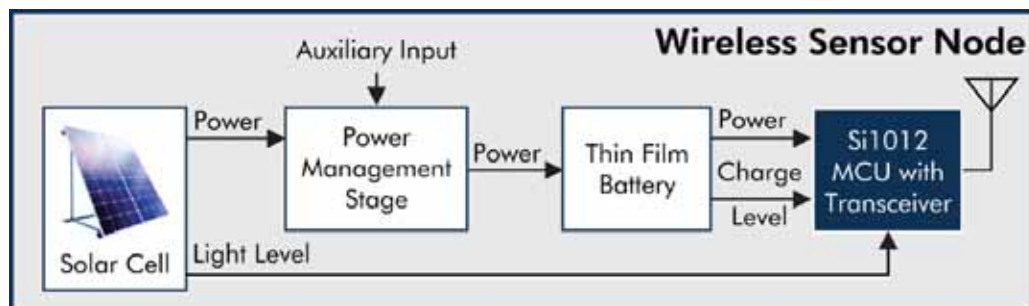 Wireless Sensor Node
Auxiliary Input
Power
Power
Management
Stage
Power
Thin Film
Battery
Power
Charge
Level
Si1012
MCU with
Transceiver
Solar Cell
Light Level